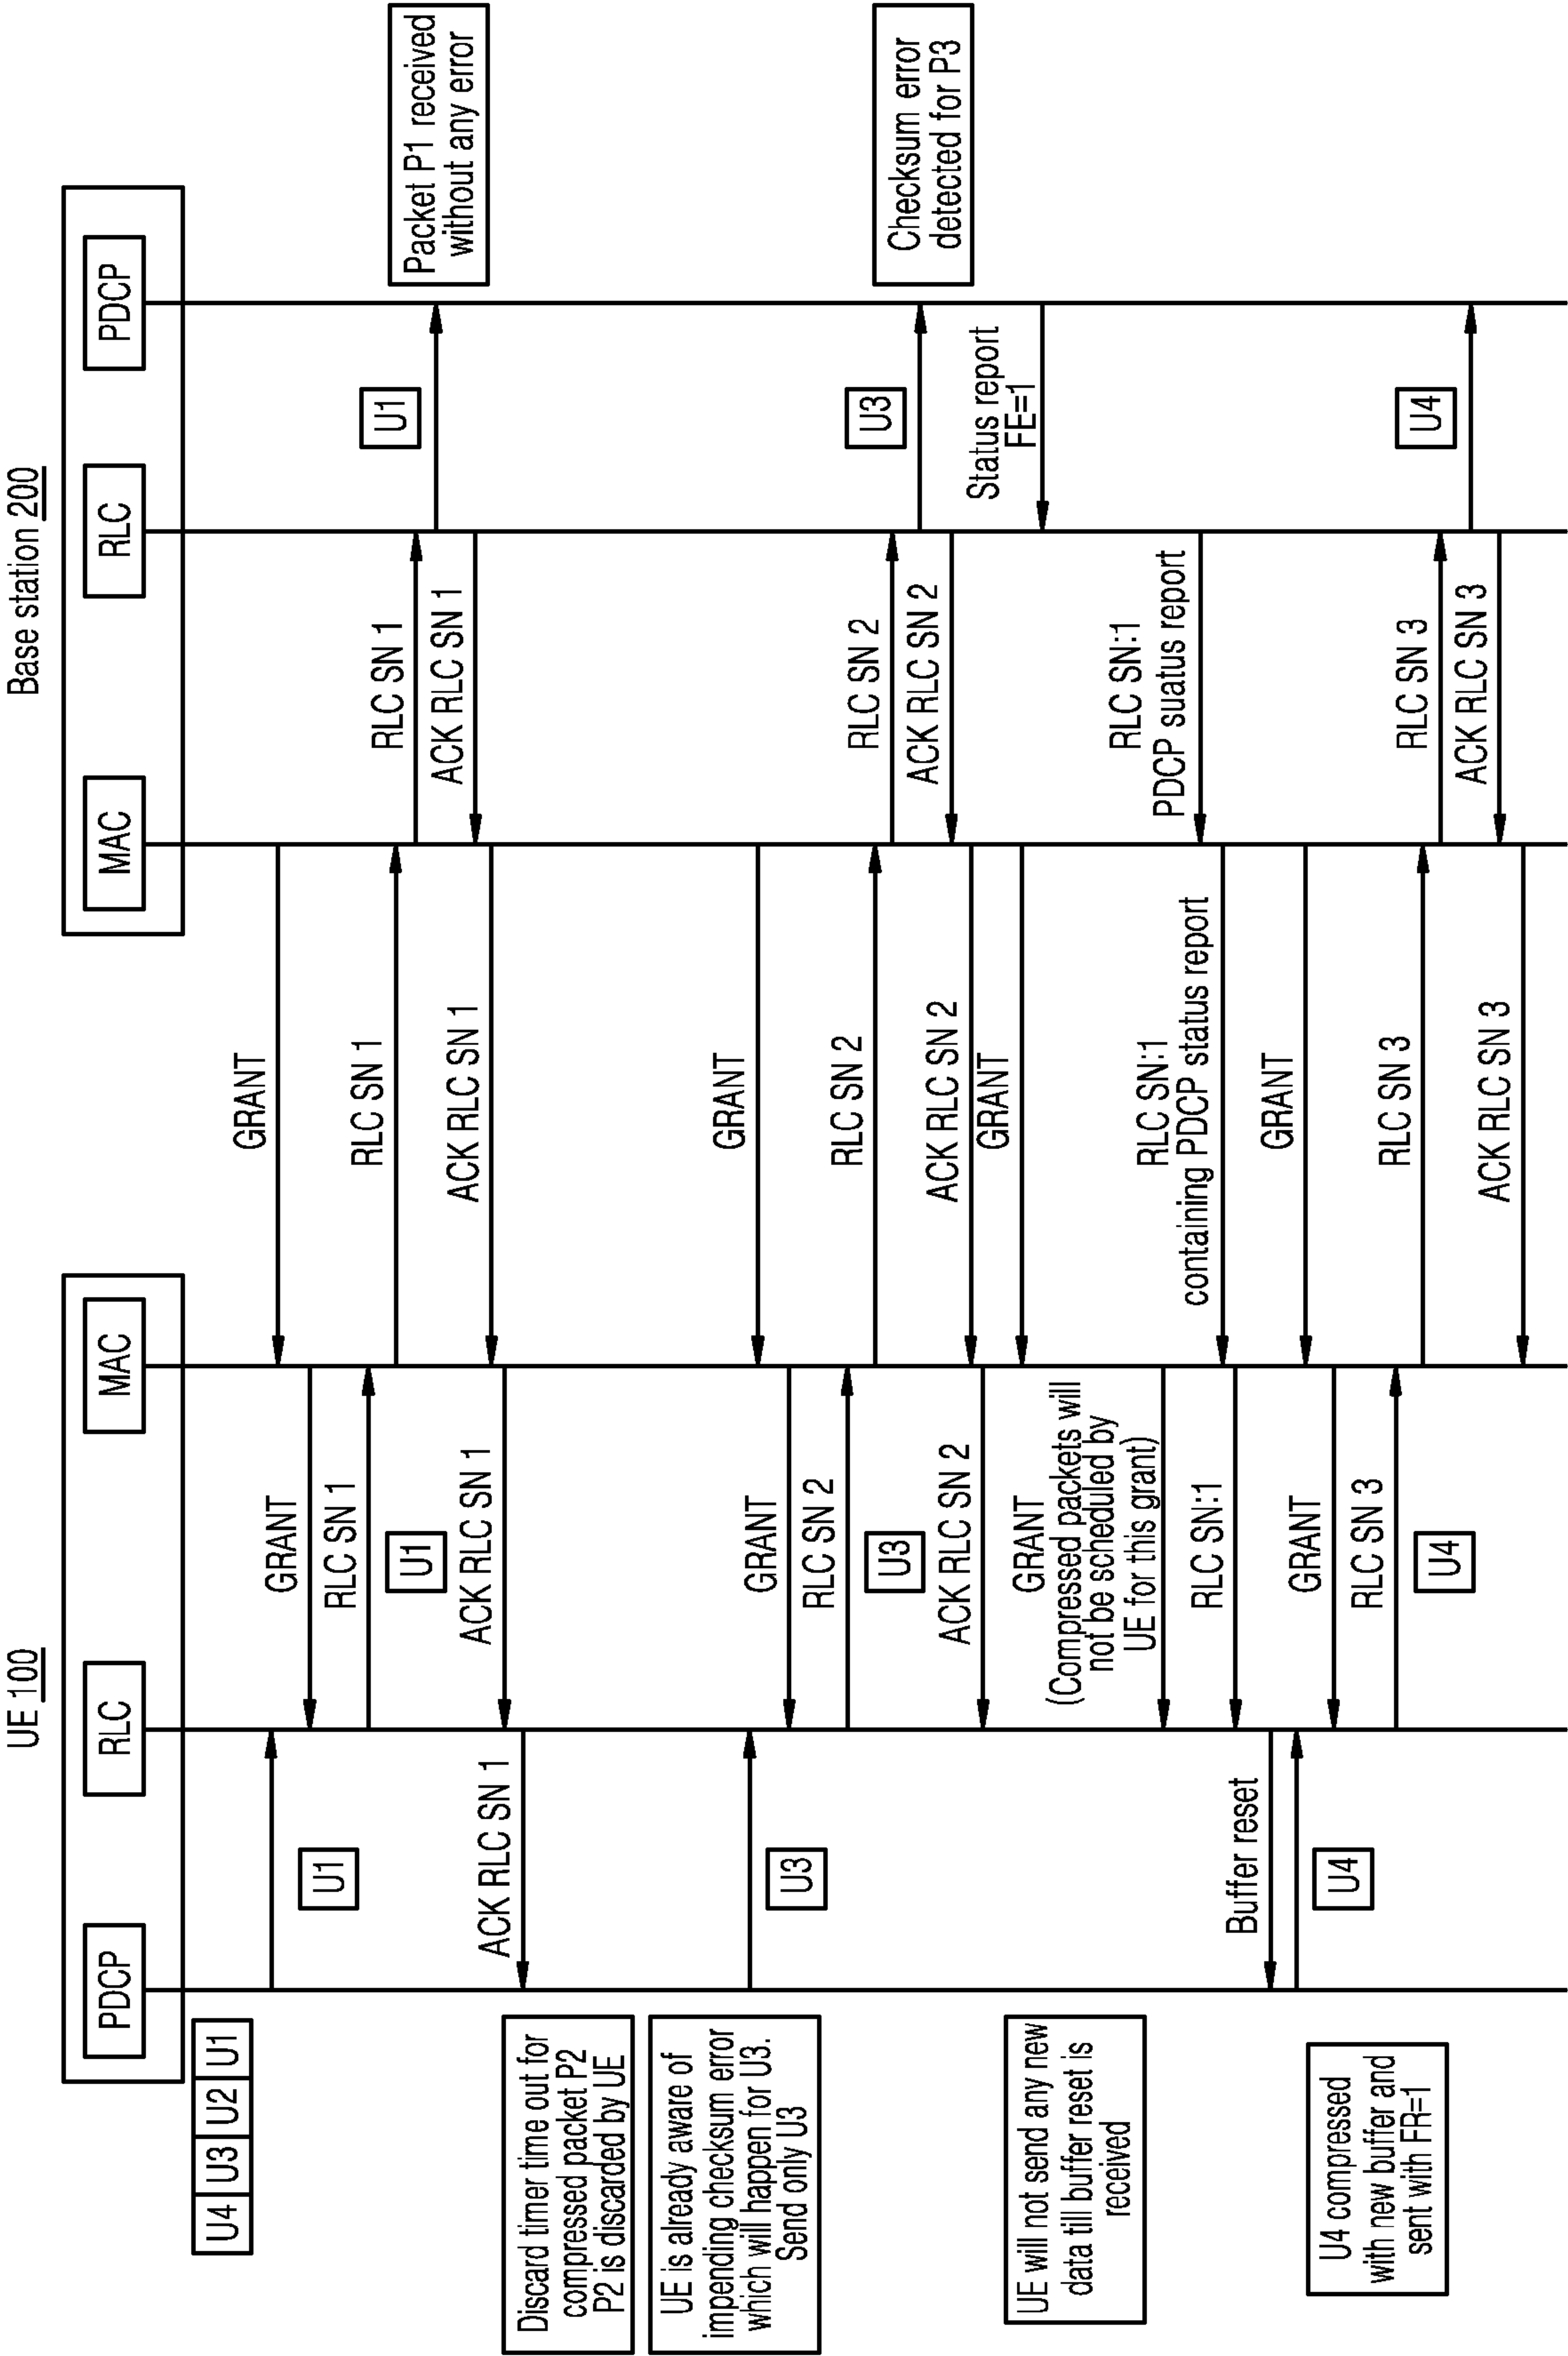 UE 100
Base station 200
PDCP
RLC
MAC
MAC
RLC
PDCP
U4 U3 U2 U1
U1
GRANT
GRANT
RLC SN 1
U1
RLC SN 1
RLC SN 1
U1
Packet P1 received
without any error
ACK RLC SN 1
ACK RLC SN 1
ACK RLC SN 1
ACK RLC SN 1
Discard timer time out for
compressed packet P2
P2 is discarded by UE
UE is already aware of
impending checksum error
which will happen for U3.
Send only U3
U3
GRANT
GRANT
RLC SN 2
U3
RLC SN 2
RLC SN 2
U3
Checksum error
detected for P3
ACK RLC SN 2
ACK RLC SN 2
ACK RLC SN 2
GRANT
GRANT
(Compressed packets will
not be scheduled by
UE for this grant)
Status report
FE=1
UE will not send any new
data till buffer reset is
received
RLC SN:1
PDCP suatus report
RLC SN:1
containing PDCP status report
RLC SN:1
Buffer reset
U4
U4 compressed
with new buffer and
sent with FR=1
GRANT
GRANT
RLC SN 3
U4
RLC SN 3
RLC SN 3
U4
ACK RLC SN 3
ACK RLC SN 3